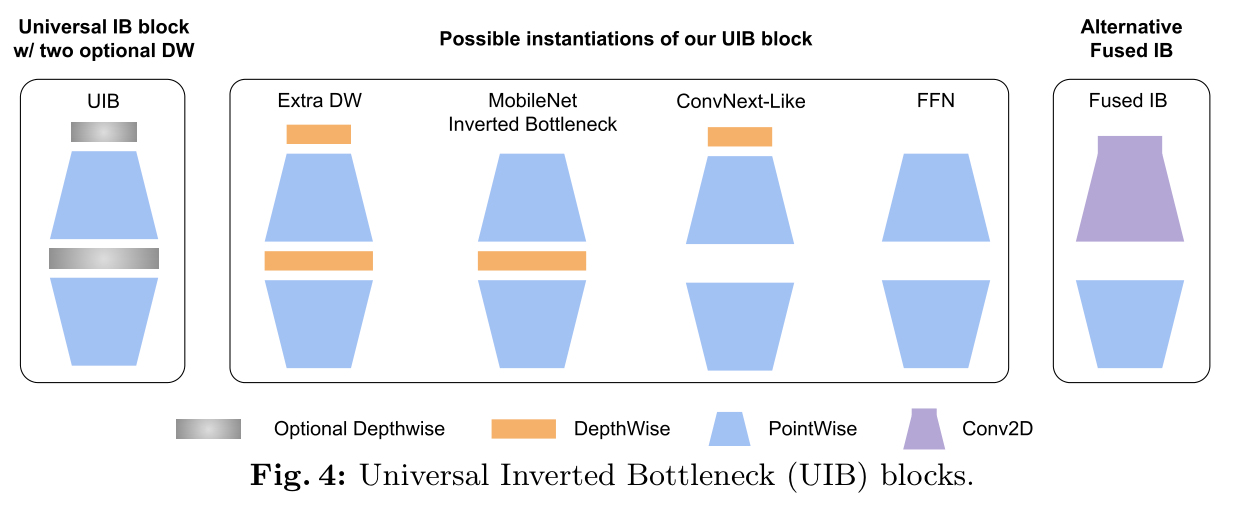 Universal IB block
w/ two optional DW
Possible instantiations of our UIB block
Alternative
Fused IB
UIB
Extra DW
MobileNet
Inverted Bottleneck
ConvNext-Like
FFN
Fused IB
Optional Depthwise
DepthWise
PointWise
Conv2D
Fig. 4: Universal Inverted Bottleneck (UIB) blocks.